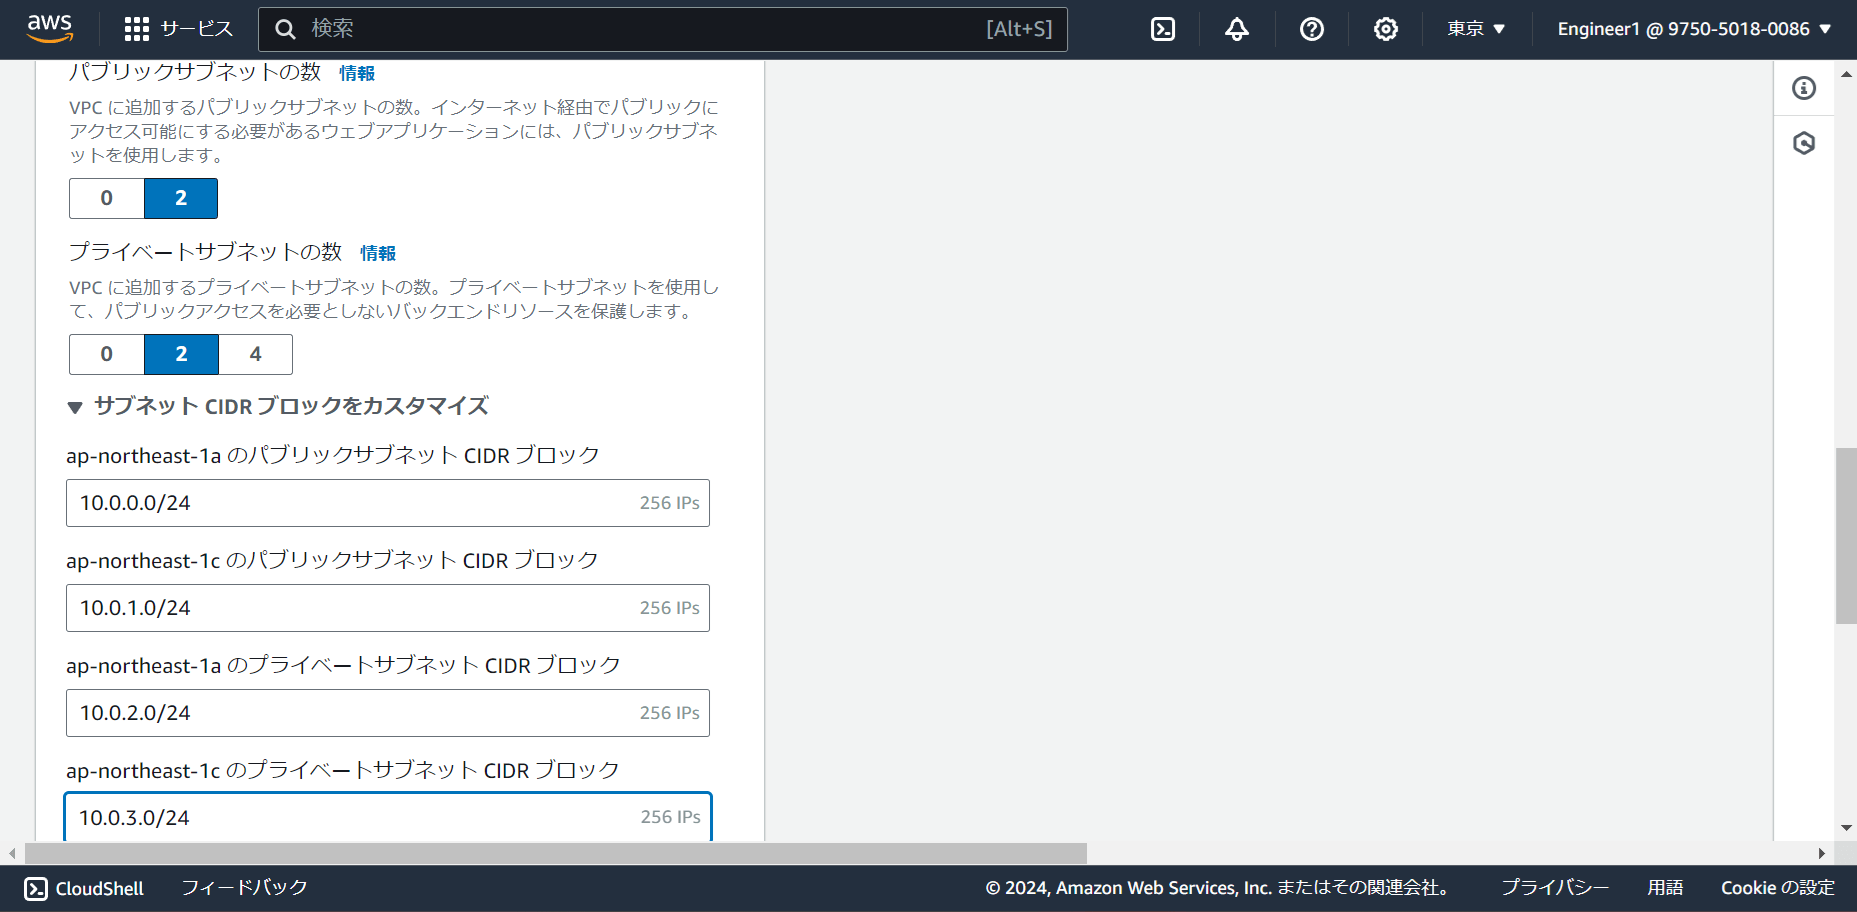 aws
サービス
検索
[Alt+S]
東京 ▼
Engineer1 @ 9750-5018-0086 ▼
パブリックサブネットの数 情報
VPC に追加するパブリックサブネットの数。インターネット経由でパブリックに
アクセス可能にする必要があるウェブアプリケーションには、パブリックサブネ
ットを使用します。
0 2
プライベートサブネットの数 情報
VPC に追加するプライベートサブネットの数。プライベートサブネットを使用し
て、パブリックアクセスを必要としないバックエンドリソースを保護します。
0 2 4
▼ サブネット CIDR ブロックをカスタマイズ
ap-northeast-1a のパブリックサブネット CIDR ブロック
10.0.0.0/24 256 IPs
ap-northeast-1c のパブリックサブネット CIDR ブロック
10.0.1.0/24 256 IPs
ap-northeast-1a のプライベートサブネット CIDR ブロック
10.0.2.0/24 256 IPs
ap-northeast-1c のプライベートサブネット CIDR ブロック
10.0.3.0/24 256 IPs
CloudShell
フィードバック
© 2024, Amazon Web Services, Inc. またはその関連会社。
プライバシー
用語
Cookie の設定